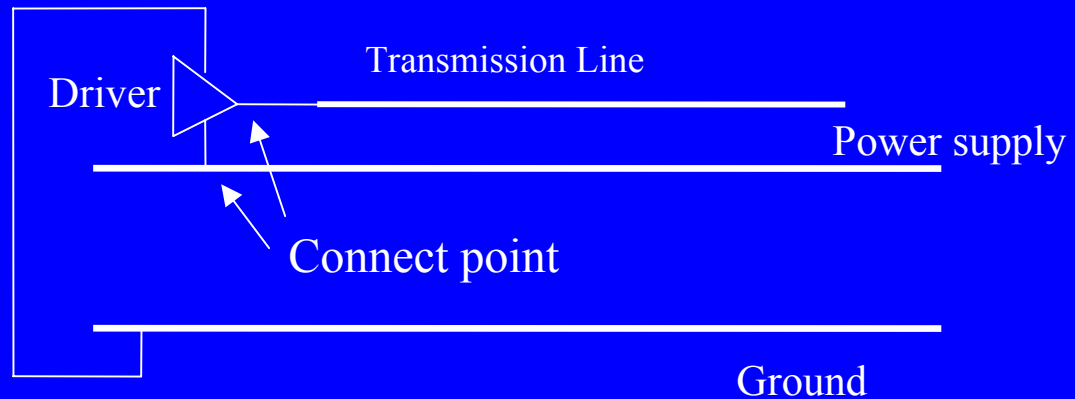 Transmission Line
Driver
Power supply
Connect point
Ground